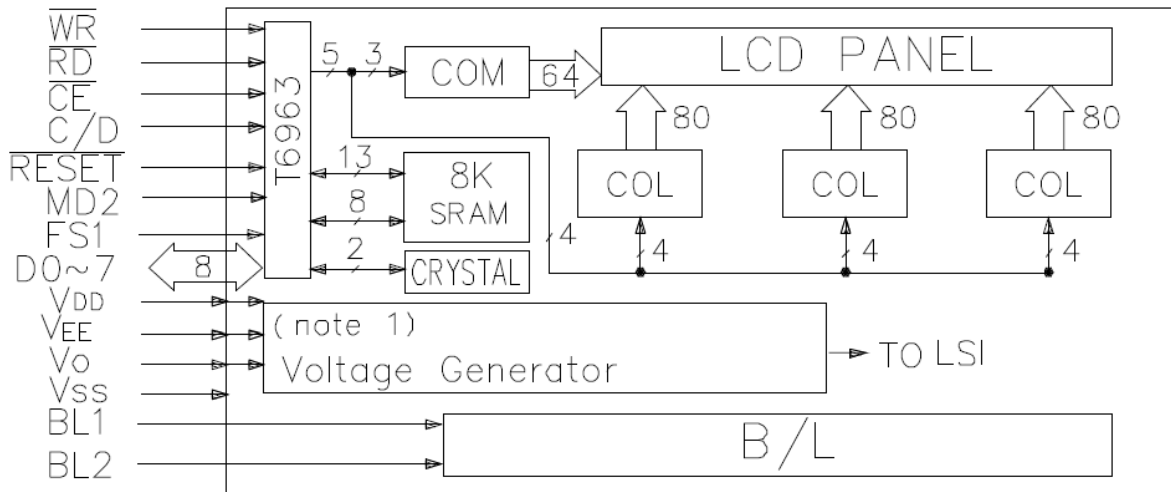 WR
RD
CE
C/D
RESET
MD2
FS1
D0~7
VDD
VEE
Vo
Vss
BL1
BL2
8
T6963
5
3
COM
64
LCD PANEL
80
80
80
COL
COL
COL
13
8K
SRAM
8
2
CRYSTAL
4
4
4
4
(note 1)
Voltage Generator
TO LSI
B/L